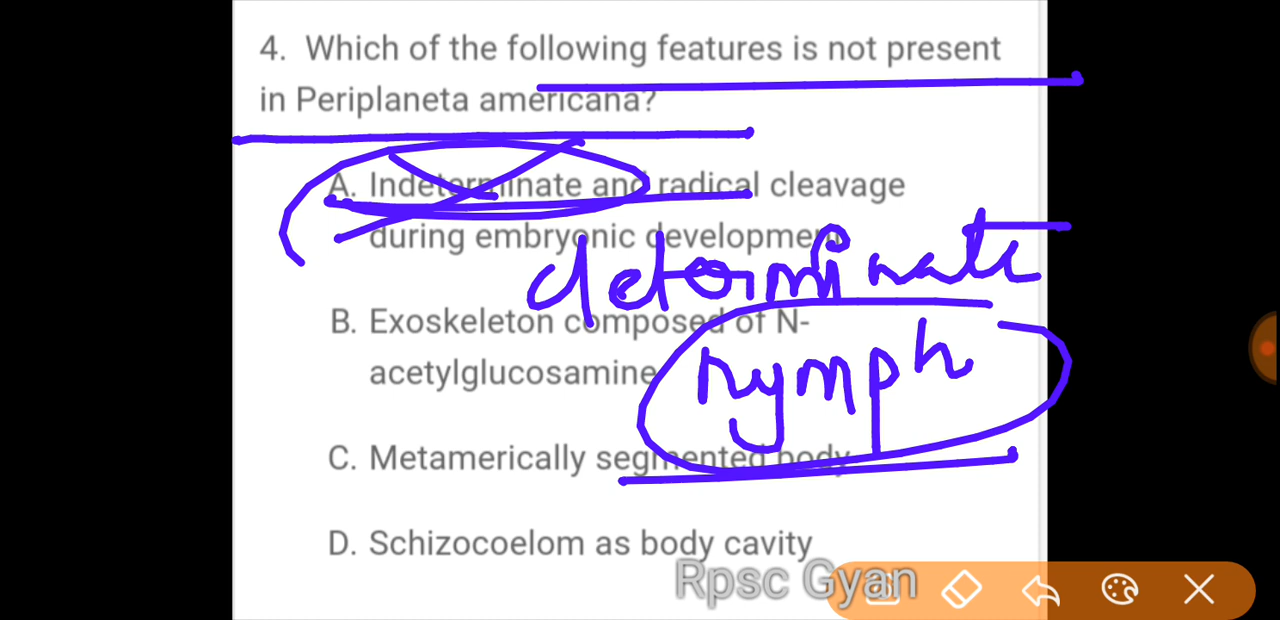 4. Which of the following features is not present
in Periplaneta americana?
A. Indeterminate and radical cleavage
during embryonic development
determinate
B. Exoskeleton composed of N-
acetylglucosamine
nymph
C. Metamerically segmented body
D. Schizocoelom as body cavity
Rpsc Gyan